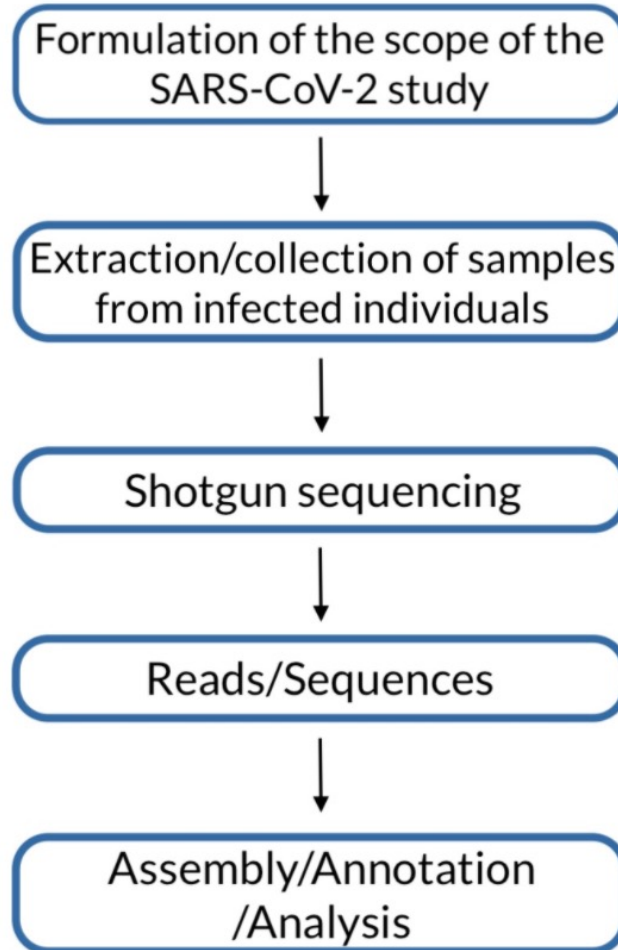 Formulation of the scope of the
SARS-CoV-2 study
Extraction/collection of samples
from infected individuals
Shotgun sequencing
Reads/Sequences
Assembly/Annotation
/Analysis